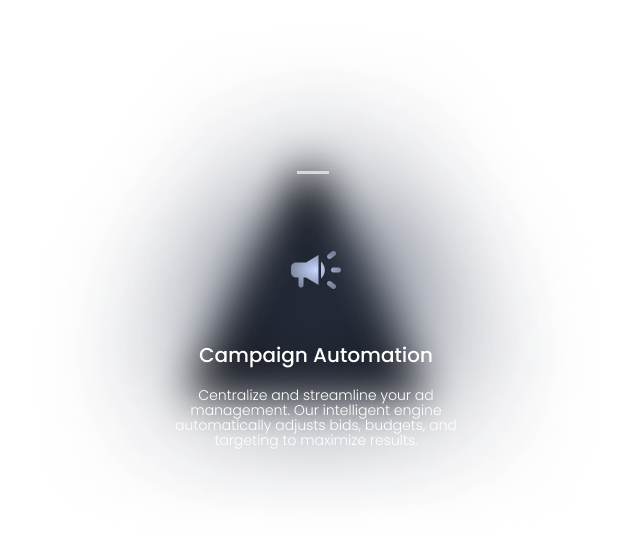 Campaign Automation
Centralize and streamline your ad
management. Our intelligent engine
automatically adjusts bids, budgets, and
targeting to maximize results.